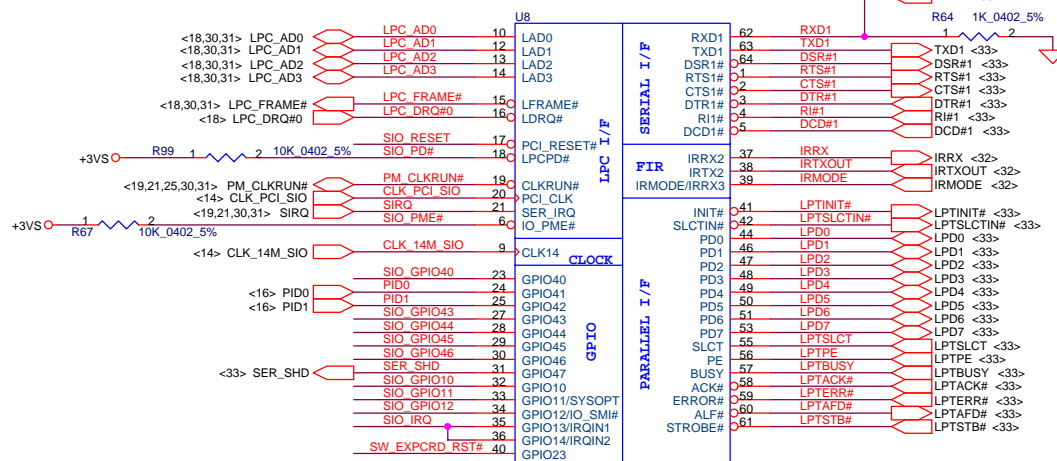 U8
R64 1K_0402_5%
1 2
<18,30,31> LPC_AD0 LPC_AD0 10 LAD0
<18,30,31> LPC_AD1 LPC_AD1 12 LAD1
<18,30,31> LPC_AD2 LPC_AD2 13 LAD2
<18,30,31> LPC_AD3 LPC_AD3 14 LAD3
<18,30,31> LPC_FRAME# LPC_FRAME# 15 LFRAME#
<18> LPC_DRQ#0 LPC_DRQ#0 16 LDRQ#
SIO_RESET 17 PCI_RESET#
+3VS R99 1 2 10K_0402_5% SIO_PD# 18 LPCPD#
<19,21,25,30,31> PM_CLKRUN# PM_CLKRUN# 19 CLKRUN#
<14> CLK_PCI_SIO CLK_PCI_SIO 20 PCI_CLK
<19,21,30,31> SIRQ SIRQ 21 SER_IRQ
+3VS R67 1 2 10K_0402_5% SIO_PME# 6 IO_PME#
LPC I/F
<14> CLK_14M_SIO CLK_14M_SIO 9 CLK14
CLOCK
SIO_GPIO40 23 GPIO40
<16> PID0 PID0 24 GPIO41
<16> PID1 PID1 25 GPIO42
SIO_GPIO43 27 GPIO43
SIO_GPIO44 28 GPIO44
SIO_GPIO45 29 GPIO45
SIO_GPIO46 30 GPIO46
<33> SER_SHD SER_SHD 31 GPIO47
SIO_GPIO10 32 GPIO10
SIO_GPIO11 33 GPIO11/SYSOPT
SIO_GPIO12 34 GPIO12/IO_SMI#
SIO_IRQ 35 GPIO13/IRQIN1
36 GPIO14/IRQIN2
SW_EXPCRD_RST# 40 GPIO23
GPIO
SERIAL I/F
RXD1 62 RXD1
TXD1 63 TXD1 TXD1 <33>
DSR1# 64 DSR#1 DSR#1 <33>
RTS1# 1 RTS#1 RTS#1 <33>
CTS1# 2 CTS#1 CTS#1 <33>
DTR1# 3 DTR#1 DTR#1 <33>
RI1# 4 RI#1 RI#1 <33>
DCD1# 5 DCD#1 DCD#1 <33>
FIR
IRRX2 37 IRRX IRRX <32>
IRTX2 38 IRTXOUT IRTXOUT <32>
IRMODE/IRRX3 39 IRMODE IRMODE <32>
PARALLEL I/F
INIT# 41 LPTINIT# LPTINIT# <33>
SLCTIN# 42 LPTSLCTIN# LPTSLCTIN# <33>
PD0 44 LPD0 LPD0 <33>
PD1 46 LPD1 LPD1 <33>
PD2 47 LPD2 LPD2 <33>
PD3 48 LPD3 LPD3 <33>
PD4 49 LPD4 LPD4 <33>
PD5 50 LPD5 LPD5 <33>
PD6 51 LPD6 LPD6 <33>
PD7 53 LPD7 LPD7 <33>
SLCT 55 LPTSLCT LPTSLCT <33>
PE 56 LPTPE LPTPE <33>
BUSY 57 LPTBUSY LPTBUSY <33>
ACK# 58 LPTACK# LPTACK# <33>
ERROR# 59 LPTERR# LPTERR# <33>
ALF# 60 LPTAFD# LPTAFD# <33>
STROBE# 61 LPTSTB# LPTSTB# <33>